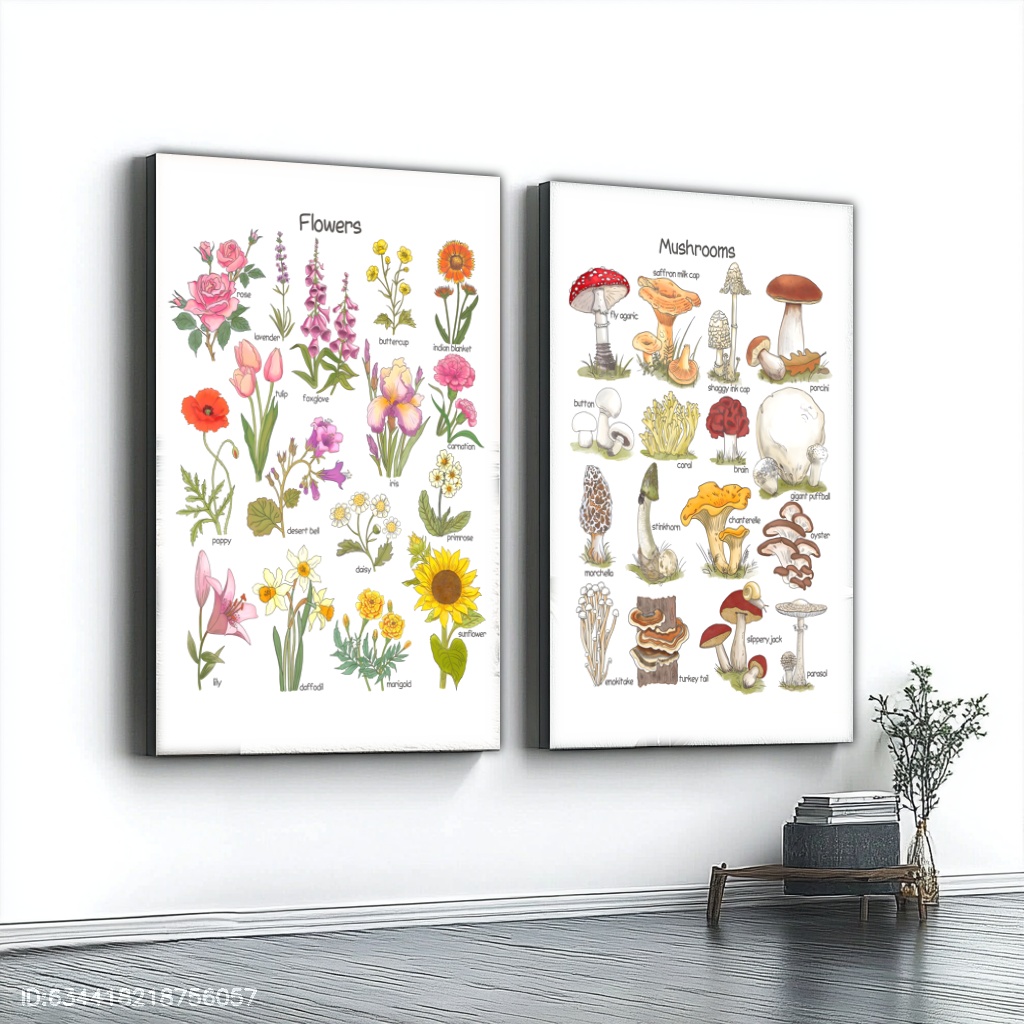 Flowers
rose
lavender
foxglove
buttercup
indian blanket
tulip
carnation
iris
poppy
desert bell
daisy
primrose
lily
daffodil
marigold
sunflower
Mushrooms
fly agaric
saffron milk cap
shaggy ink cap
porcini
button
coral
brain
gigant puffball
morchella
stinkhorn
chanterelle
oyster
enokitake
turkey tail
slippery jack
parasol
ID:634418218756057